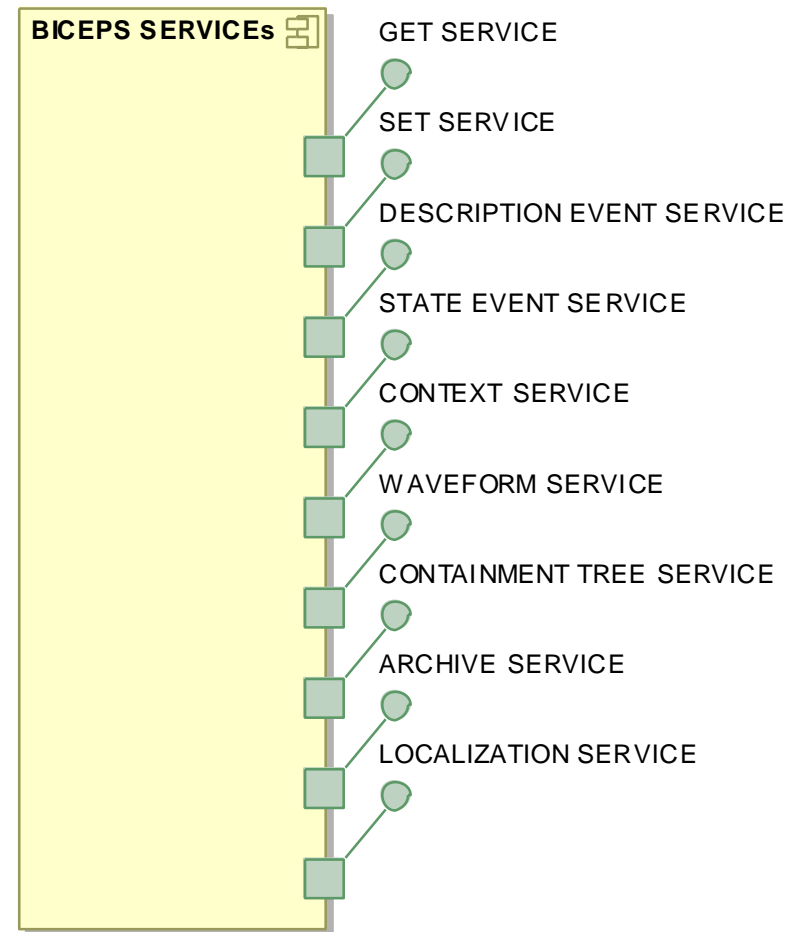 BICEPS SERVICEs
GET SERVICE
SET SERVICE
DESCRIPTION EVENT SERVICE
STATE EVENT SERVICE
CONTEXT SERVICE
WAVEFORM SERVICE
CONTAINMENT TREE SERVICE
ARCHIVE SERVICE
LOCALIZATION SERVICE